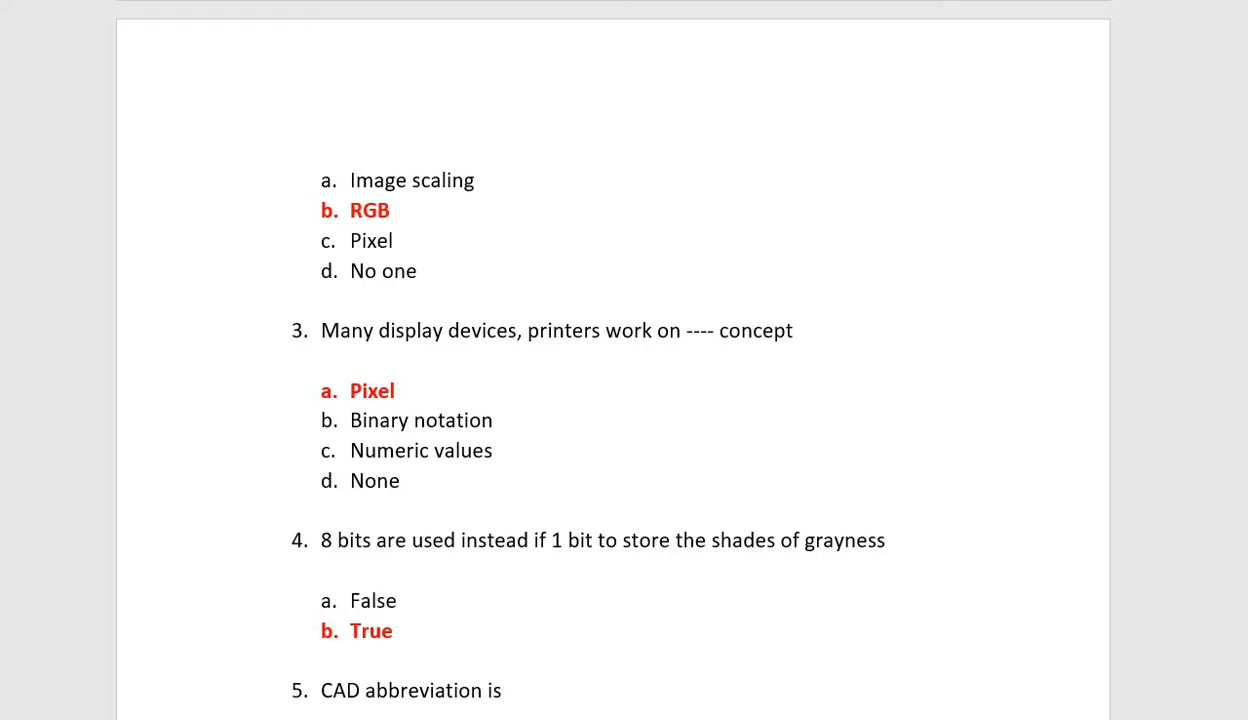 a. Image scaling
b. RGB
c. Pixel
d. No one
3. Many display devices, printers work on ---- concept
a. Pixel
b. Binary notation
c. Numeric values
d. None
4. 8 bits are used instead if 1 bit to store the shades of grayness
a. False
b. True
5. CAD abbreviation is